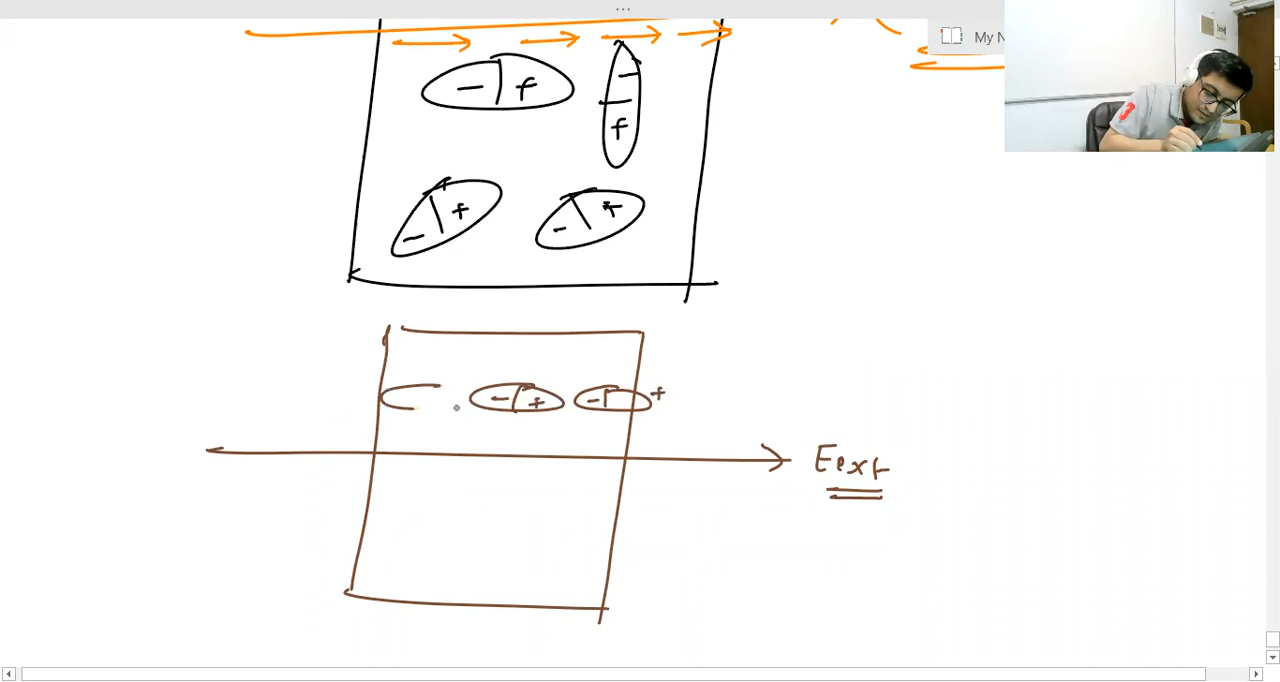 ...
My N
- f
-
- f
- +
- +
- + - +
Eext